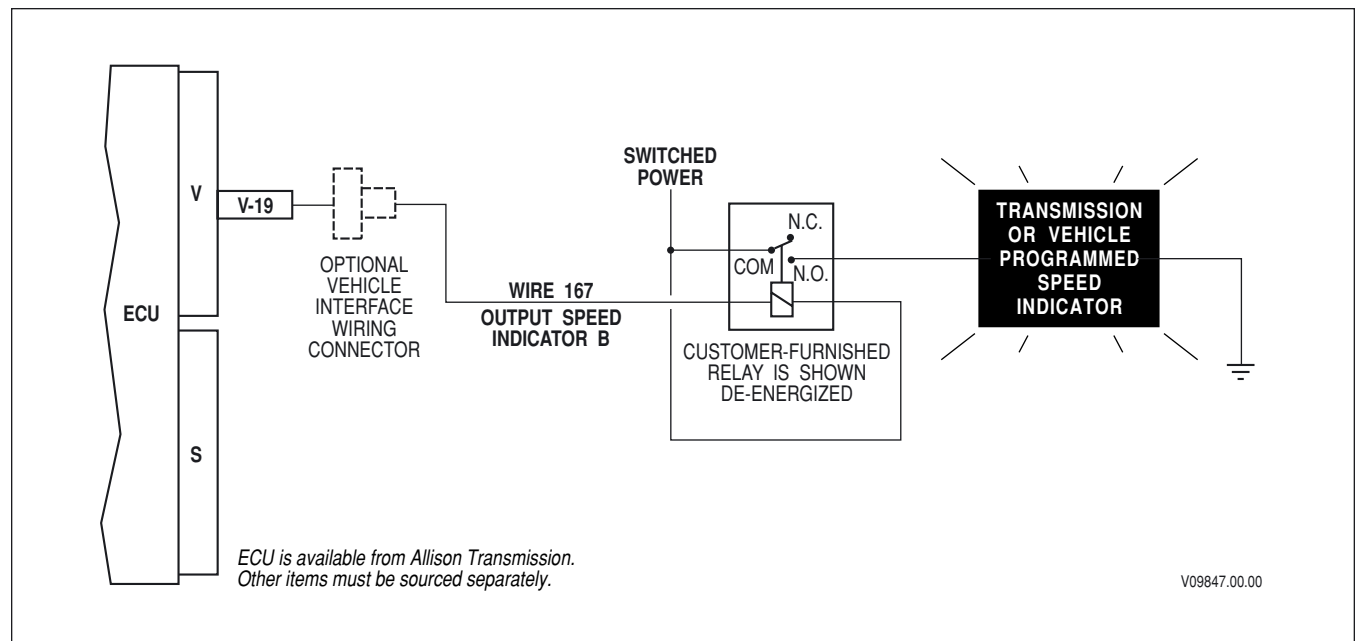 ECU
V
S
V-19
OPTIONAL
VEHICLE
INTERFACE
WIRING
CONNECTOR
WIRE 167
OUTPUT SPEED
INDICATOR B
SWITCHED
POWER
N.C.
COM
N.O.
CUSTOMER-FURNISHED
RELAY IS SHOWN
DE-ENERGIZED
TRANSMISSION
OR VEHICLE
PROGRAMMED
SPEED
INDICATOR
ECU is available from Allison Transmission.
Other items must be sourced separately.
V09847.00.00